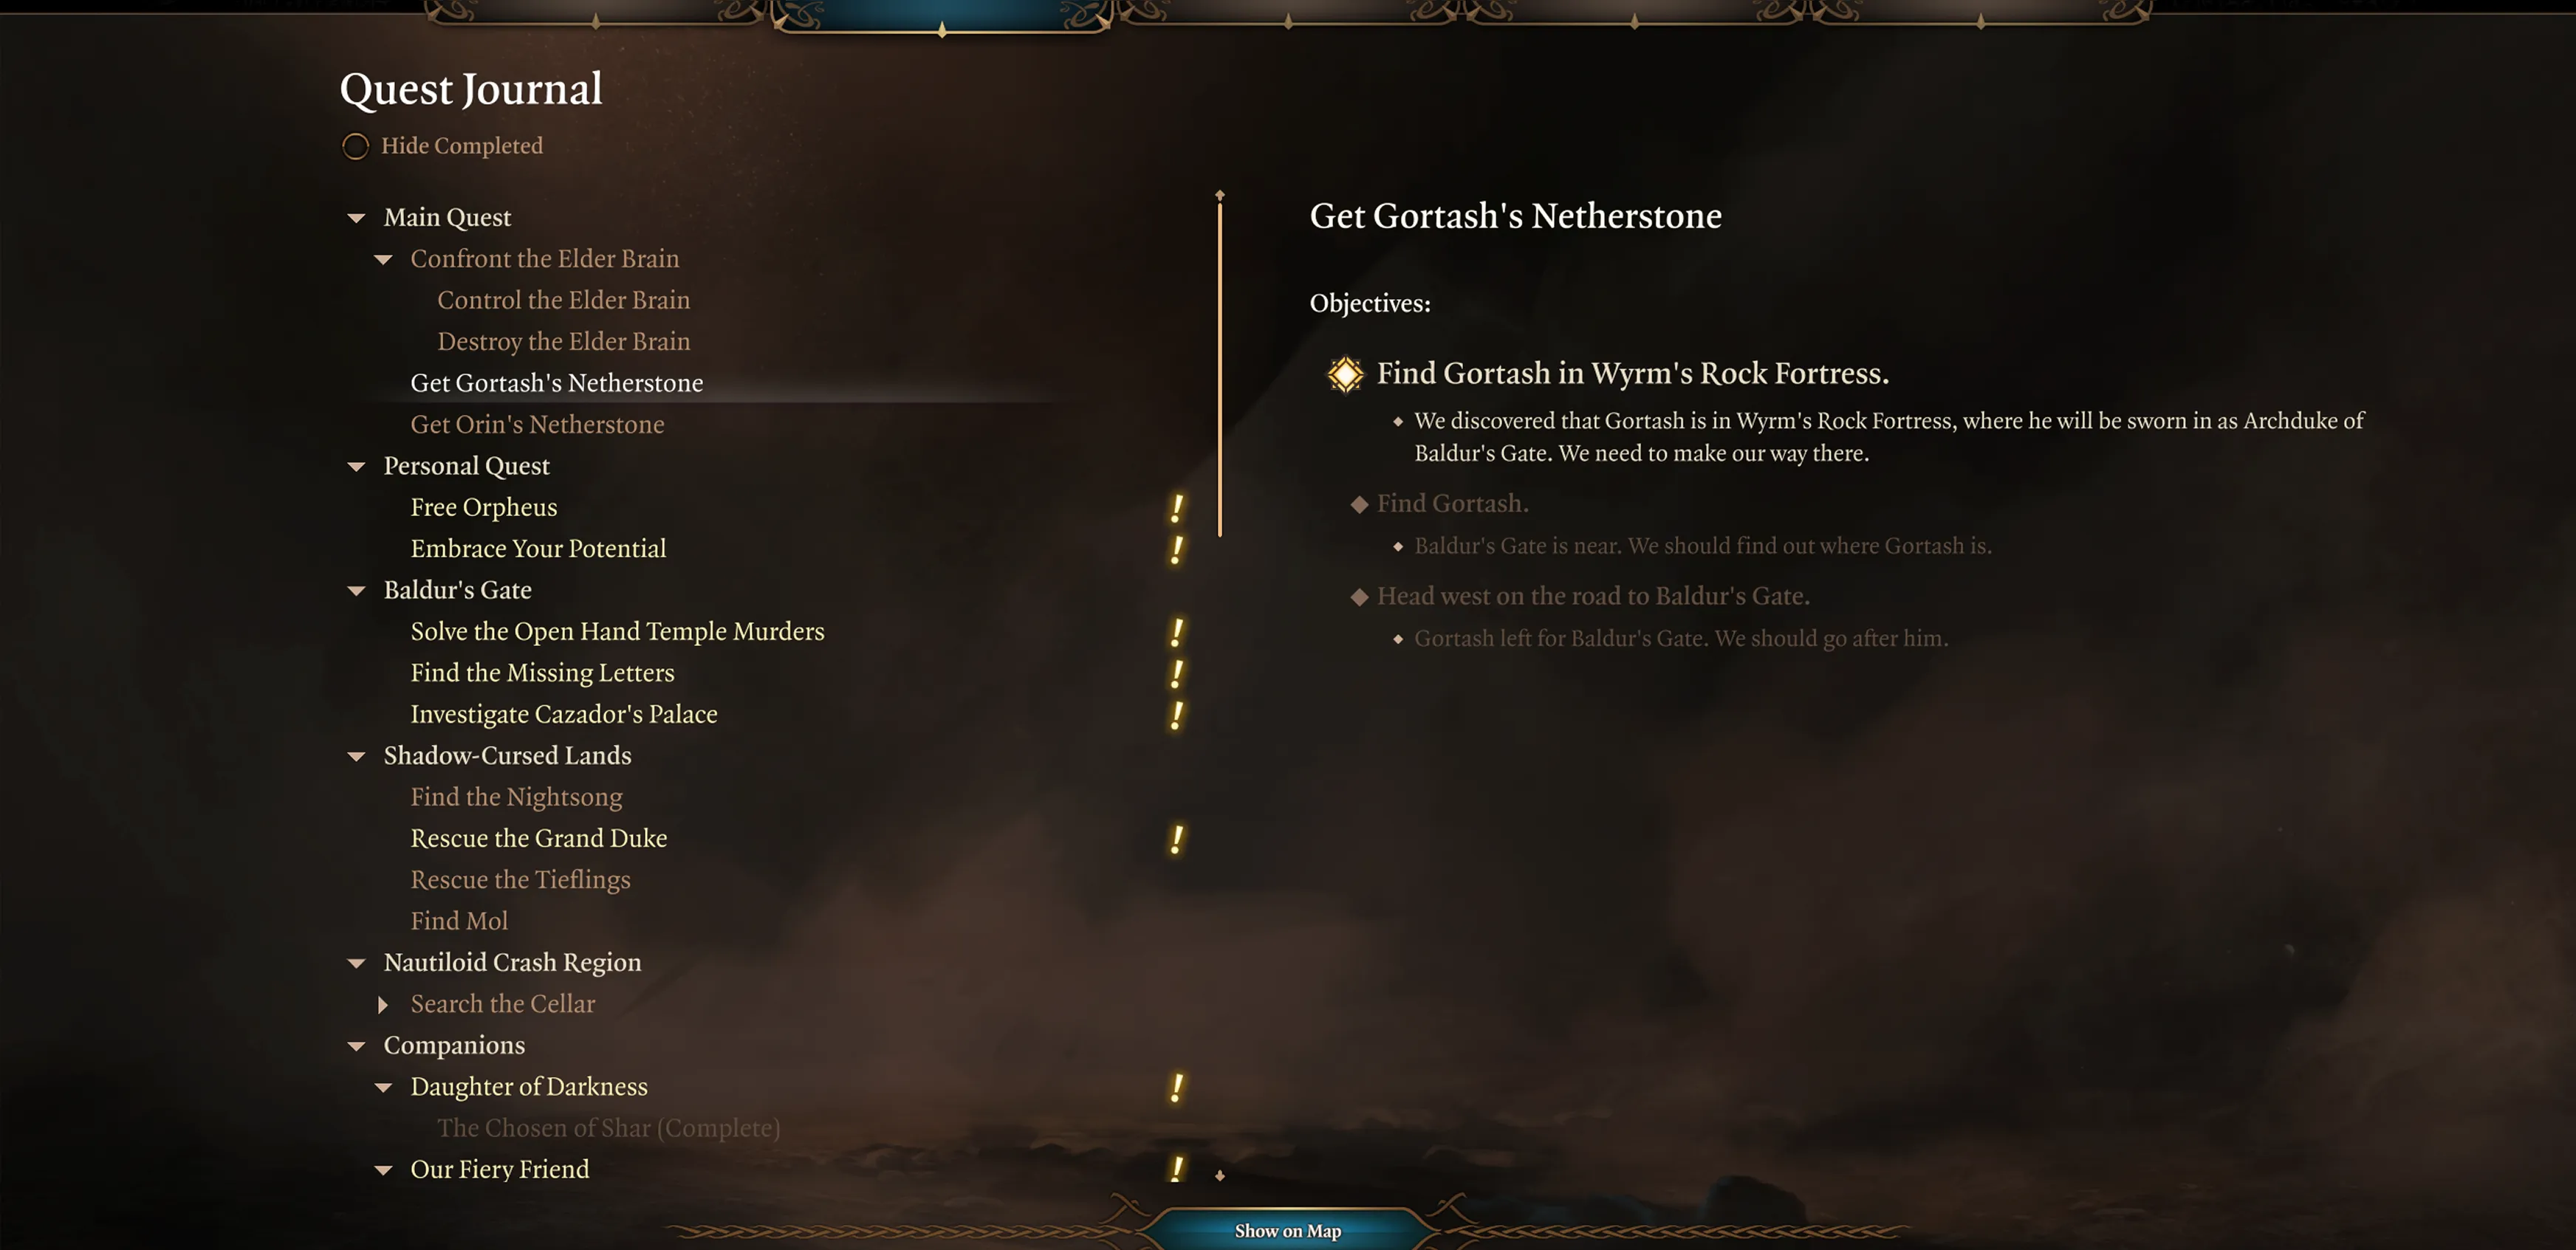 Quest Journal
Hide Completed
Main Quest
Confront the Elder Brain
Control the Elder Brain
Destroy the Elder Brain
Get Gortash's Netherstone
Get Orin's Netherstone
Personal Quest
Free Orpheus
!
Embrace Your Potential
!
Baldur's Gate
Solve the Open Hand Temple Murders
!
Find the Missing Letters
!
Investigate Cazador's Palace
!
Shadow-Cursed Lands
Find the Nightsong
Rescue the Grand Duke
!
Rescue the Tieflings
Find Mol
Nautiloid Crash Region
Search the Cellar
Companions
Daughter of Darkness
!
The Chosen of Shar (Complete)
Our Fiery Friend
!
Get Gortash's Netherstone
Objectives:
Find Gortash in Wyrm's Rock Fortress.
We discovered that Gortash is in Wyrm's Rock Fortress, where he will be sworn in as Archduke of
Baldur's Gate. We need to make our way there.
Find Gortash.
Baldur's Gate is near. We should find out where Gortash is.
Head west on the road to Baldur's Gate.
Gortash left for Baldur's Gate. We should go after him.
Show on Map